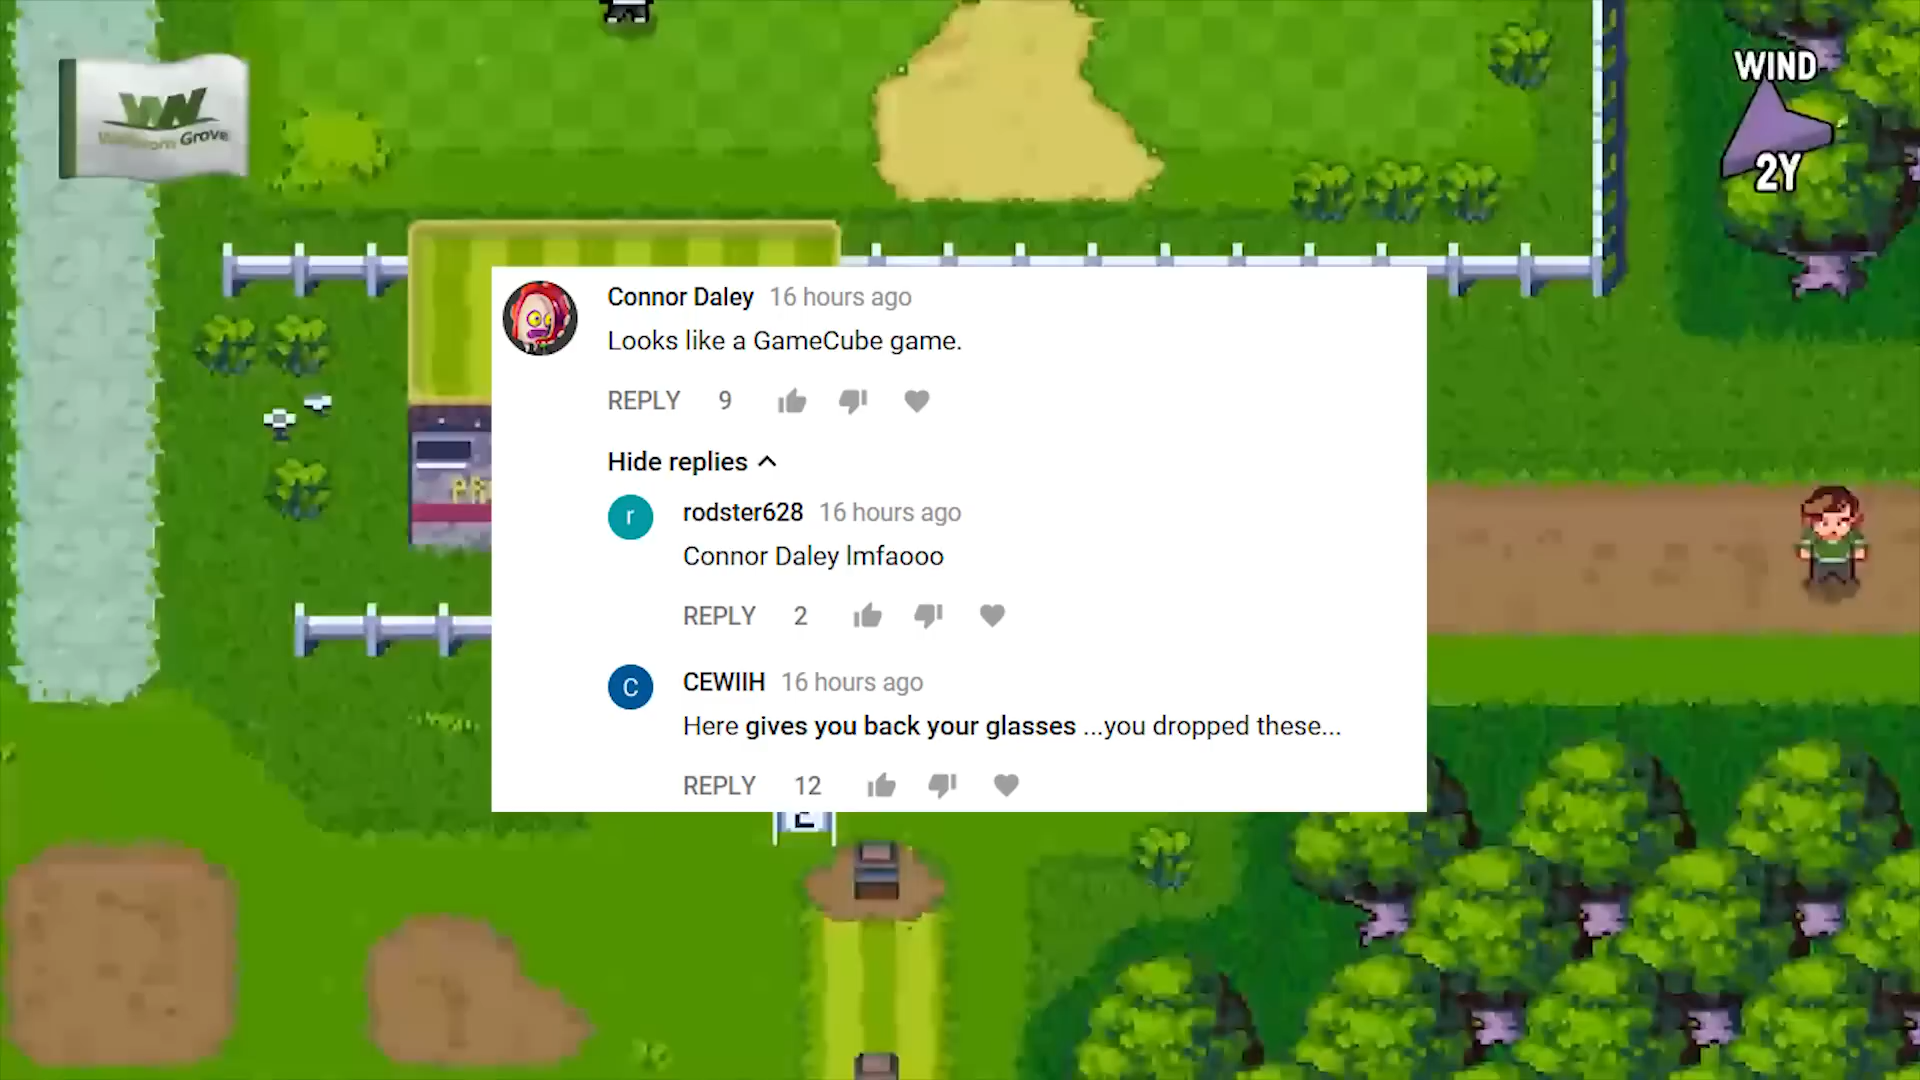 WIND
2Y
Wellworn Grove
Connor Daley 16 hours ago
Looks like a GameCube game.
REPLY 9
Hide replies
r
rodster628 16 hours ago
Connor Daley lmfaooo
REPLY 2
C
CEWIIH 16 hours ago
Here gives you back your glasses ...you dropped these...
REPLY 12